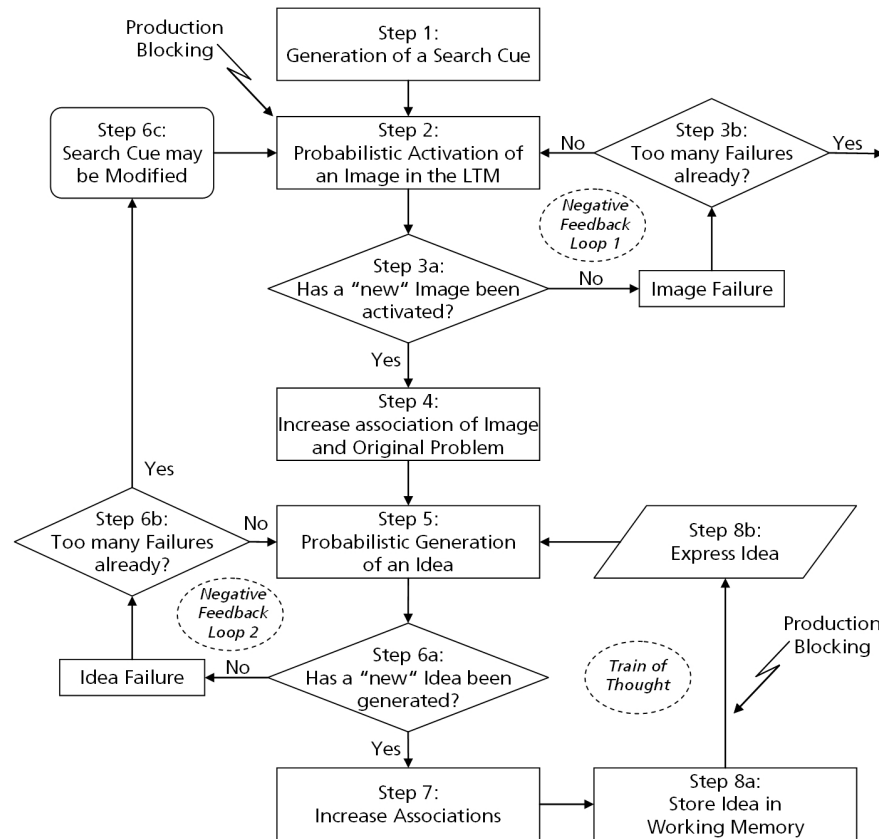 Production
Blocking
Step 1:
Generation of a Search Cue
Step 6c:
Search Cue may
be Modified
Step 2:
Probabilistic Activation of
an Image in the LTM
No
Step 3b:
Too many Failures
already?
Yes
Negative
Feedback
Loop 1
Step 3a:
Has a “new“ Image been
activated?
No
Image Failure
Yes
Step 4:
Increase association of Image
and Original Problem
Yes
Step 6b:
Too many Failures
already?
No
Step 5:
Probabilistic Generation
of an Idea
Step 8b:
Express Idea
Negative
Feedback
Loop 2
Production
Blocking
Idea Failure
No
Step 6a:
Has a “new“ Idea been
generated?
Train of
Thought
Yes
Step 7:
Increase Associations
Step 8a:
Store Idea in
Working Memory